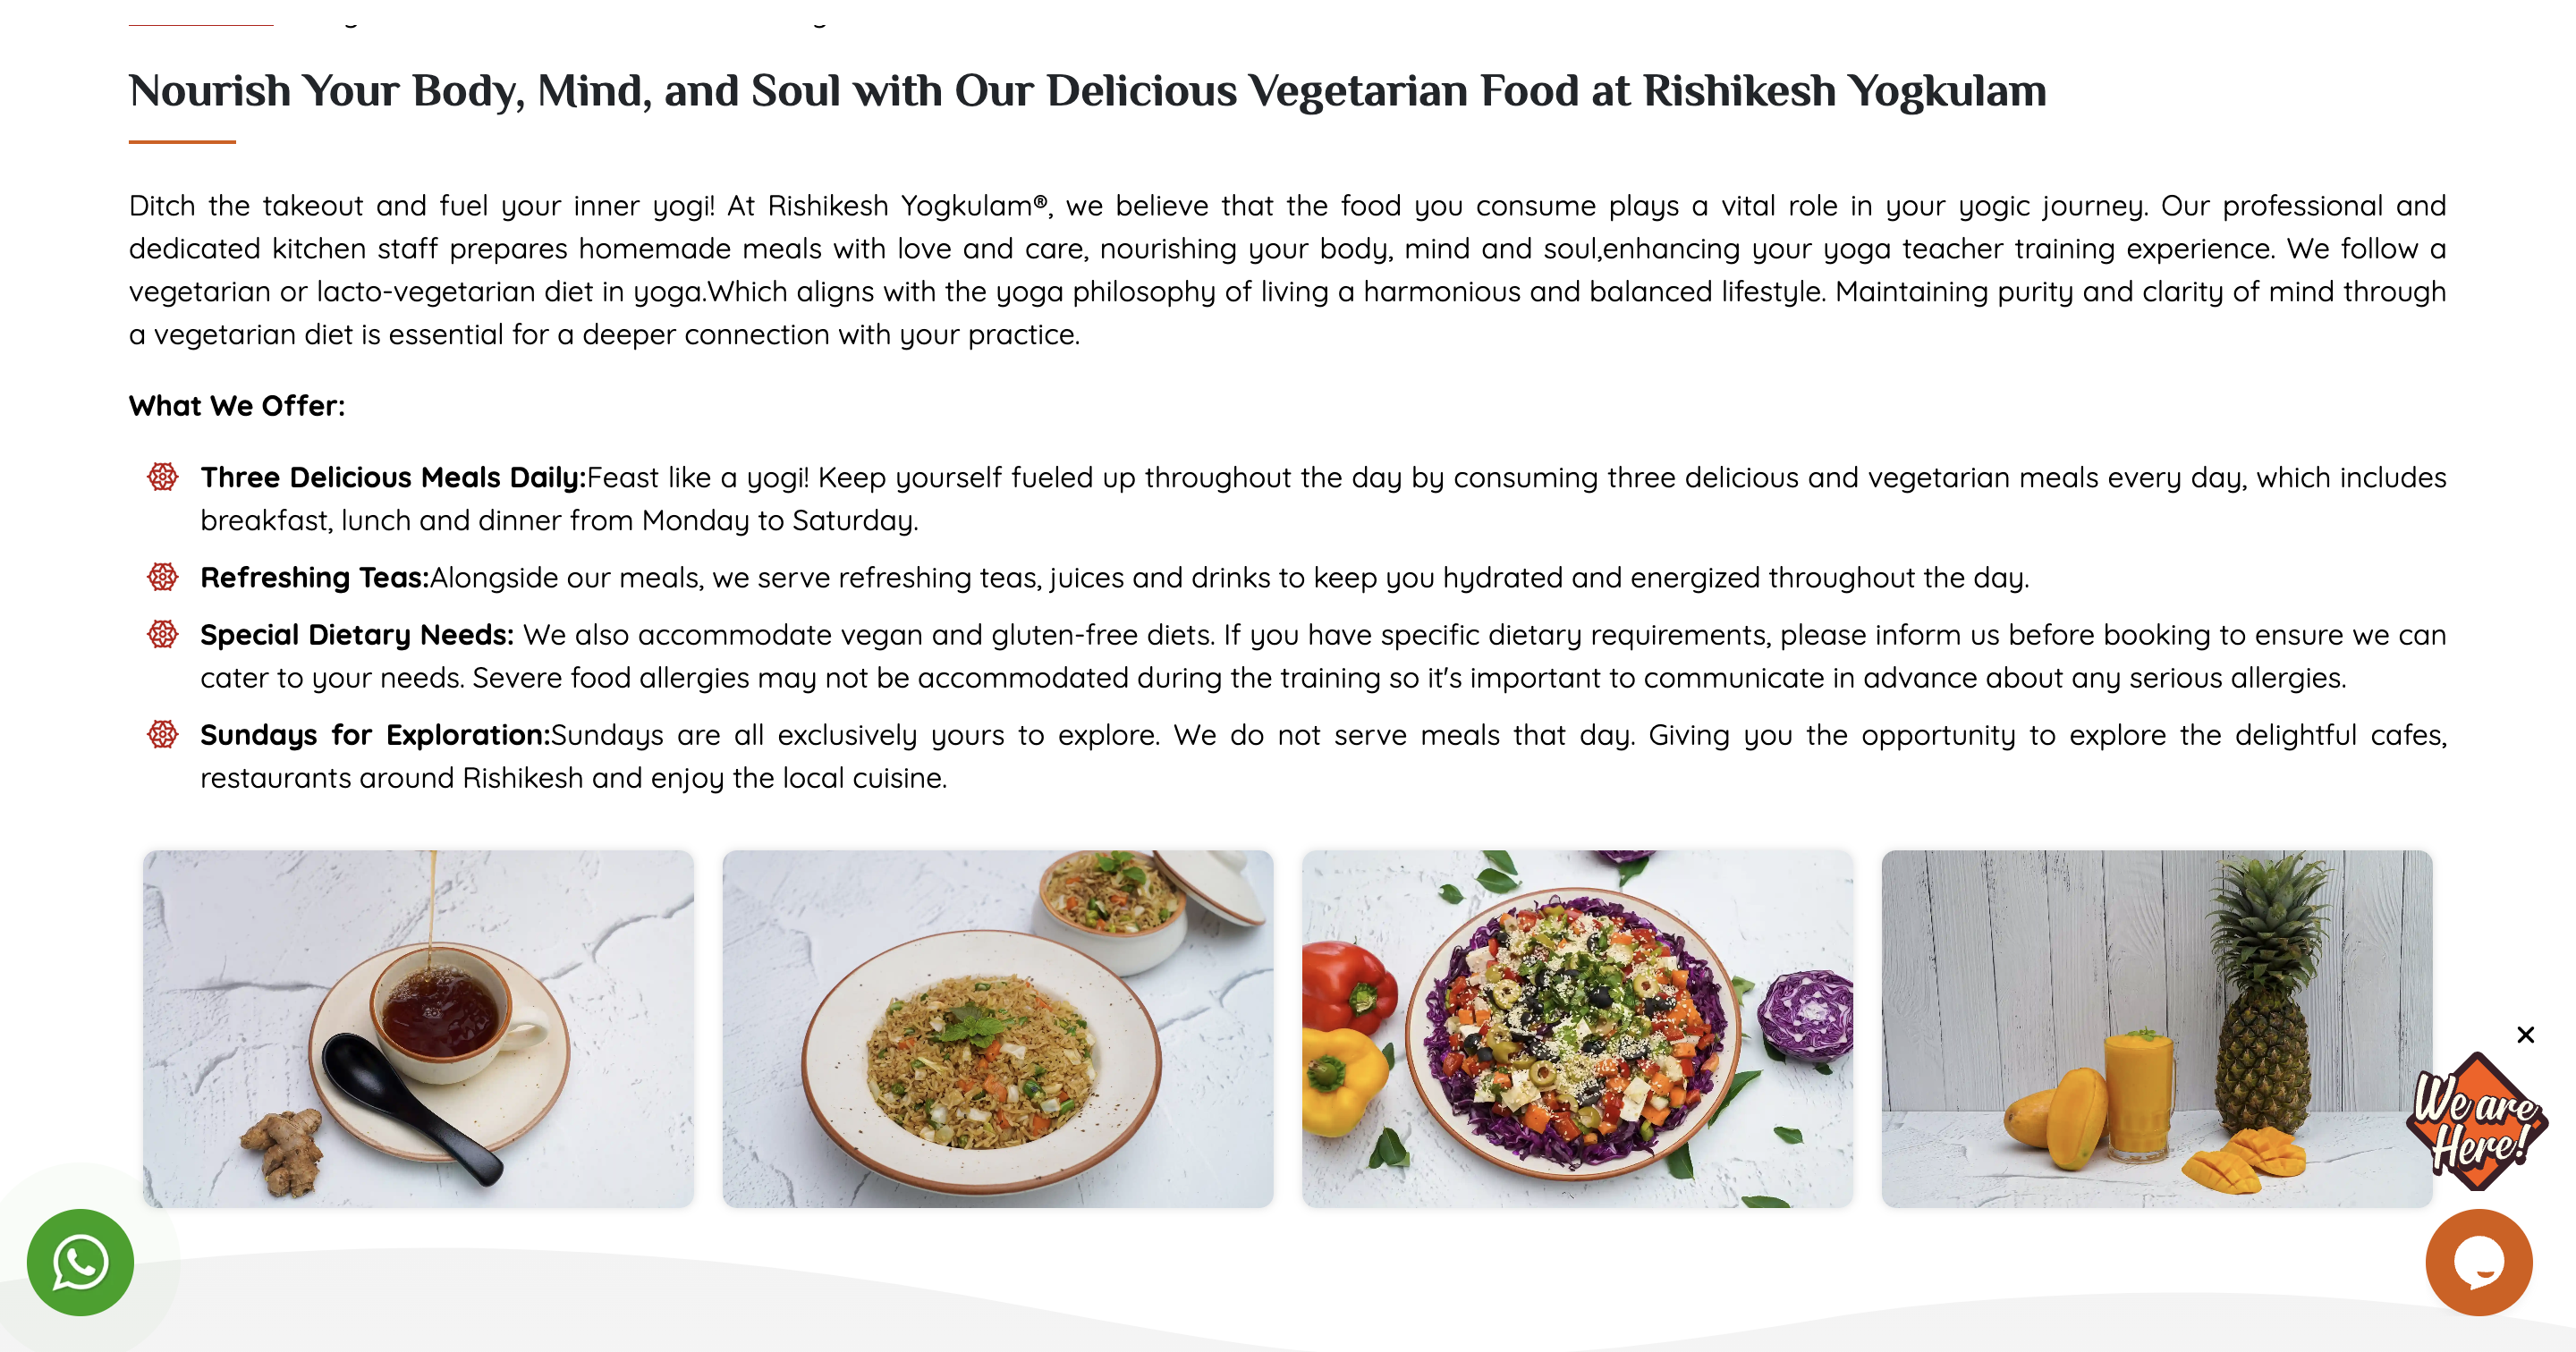 Nourish Your Body, Mind, and Soul with Our Delicious Vegetarian Food at Rishikesh Yogkulam
Ditch the takeout and fuel your inner yogi! At Rishikesh Yogkulam®, we believe that the food you consume plays a vital role in your yogic journey. Our professional and
dedicated kitchen staff prepares homemade meals with love and care, nourishing your body, mind and soul,enhancing your yoga teacher training experience. We follow a
vegetarian or lacto-vegetarian diet in yoga.Which aligns with the yoga philosophy of living a harmonious and balanced lifestyle. Maintaining purity and clarity of mind through
a vegetarian diet is essential for a deeper connection with your practice.
What We Offer:
Three Delicious Meals Daily:Feast like a yogi! Keep yourself fueled up throughout the day by consuming three delicious and vegetarian meals every day, which includes
breakfast, lunch and dinner from Monday to Saturday.
Refreshing Teas:Alongside our meals, we serve refreshing teas, juices and drinks to keep you hydrated and energized throughout the day.
Special Dietary Needs: We also accommodate vegan and gluten-free diets. If you have specific dietary requirements, please inform us before booking to ensure we can
cater to your needs. Severe food allergies may not be accommodated during the training so it's important to communicate in advance about any serious allergies.
Sundays for Exploration:Sundays are all exclusively yours to explore. We do not serve meals that day. Giving you the opportunity to explore the delightful cafes,
restaurants around Rishikesh and enjoy the local cuisine.
We are
Here!